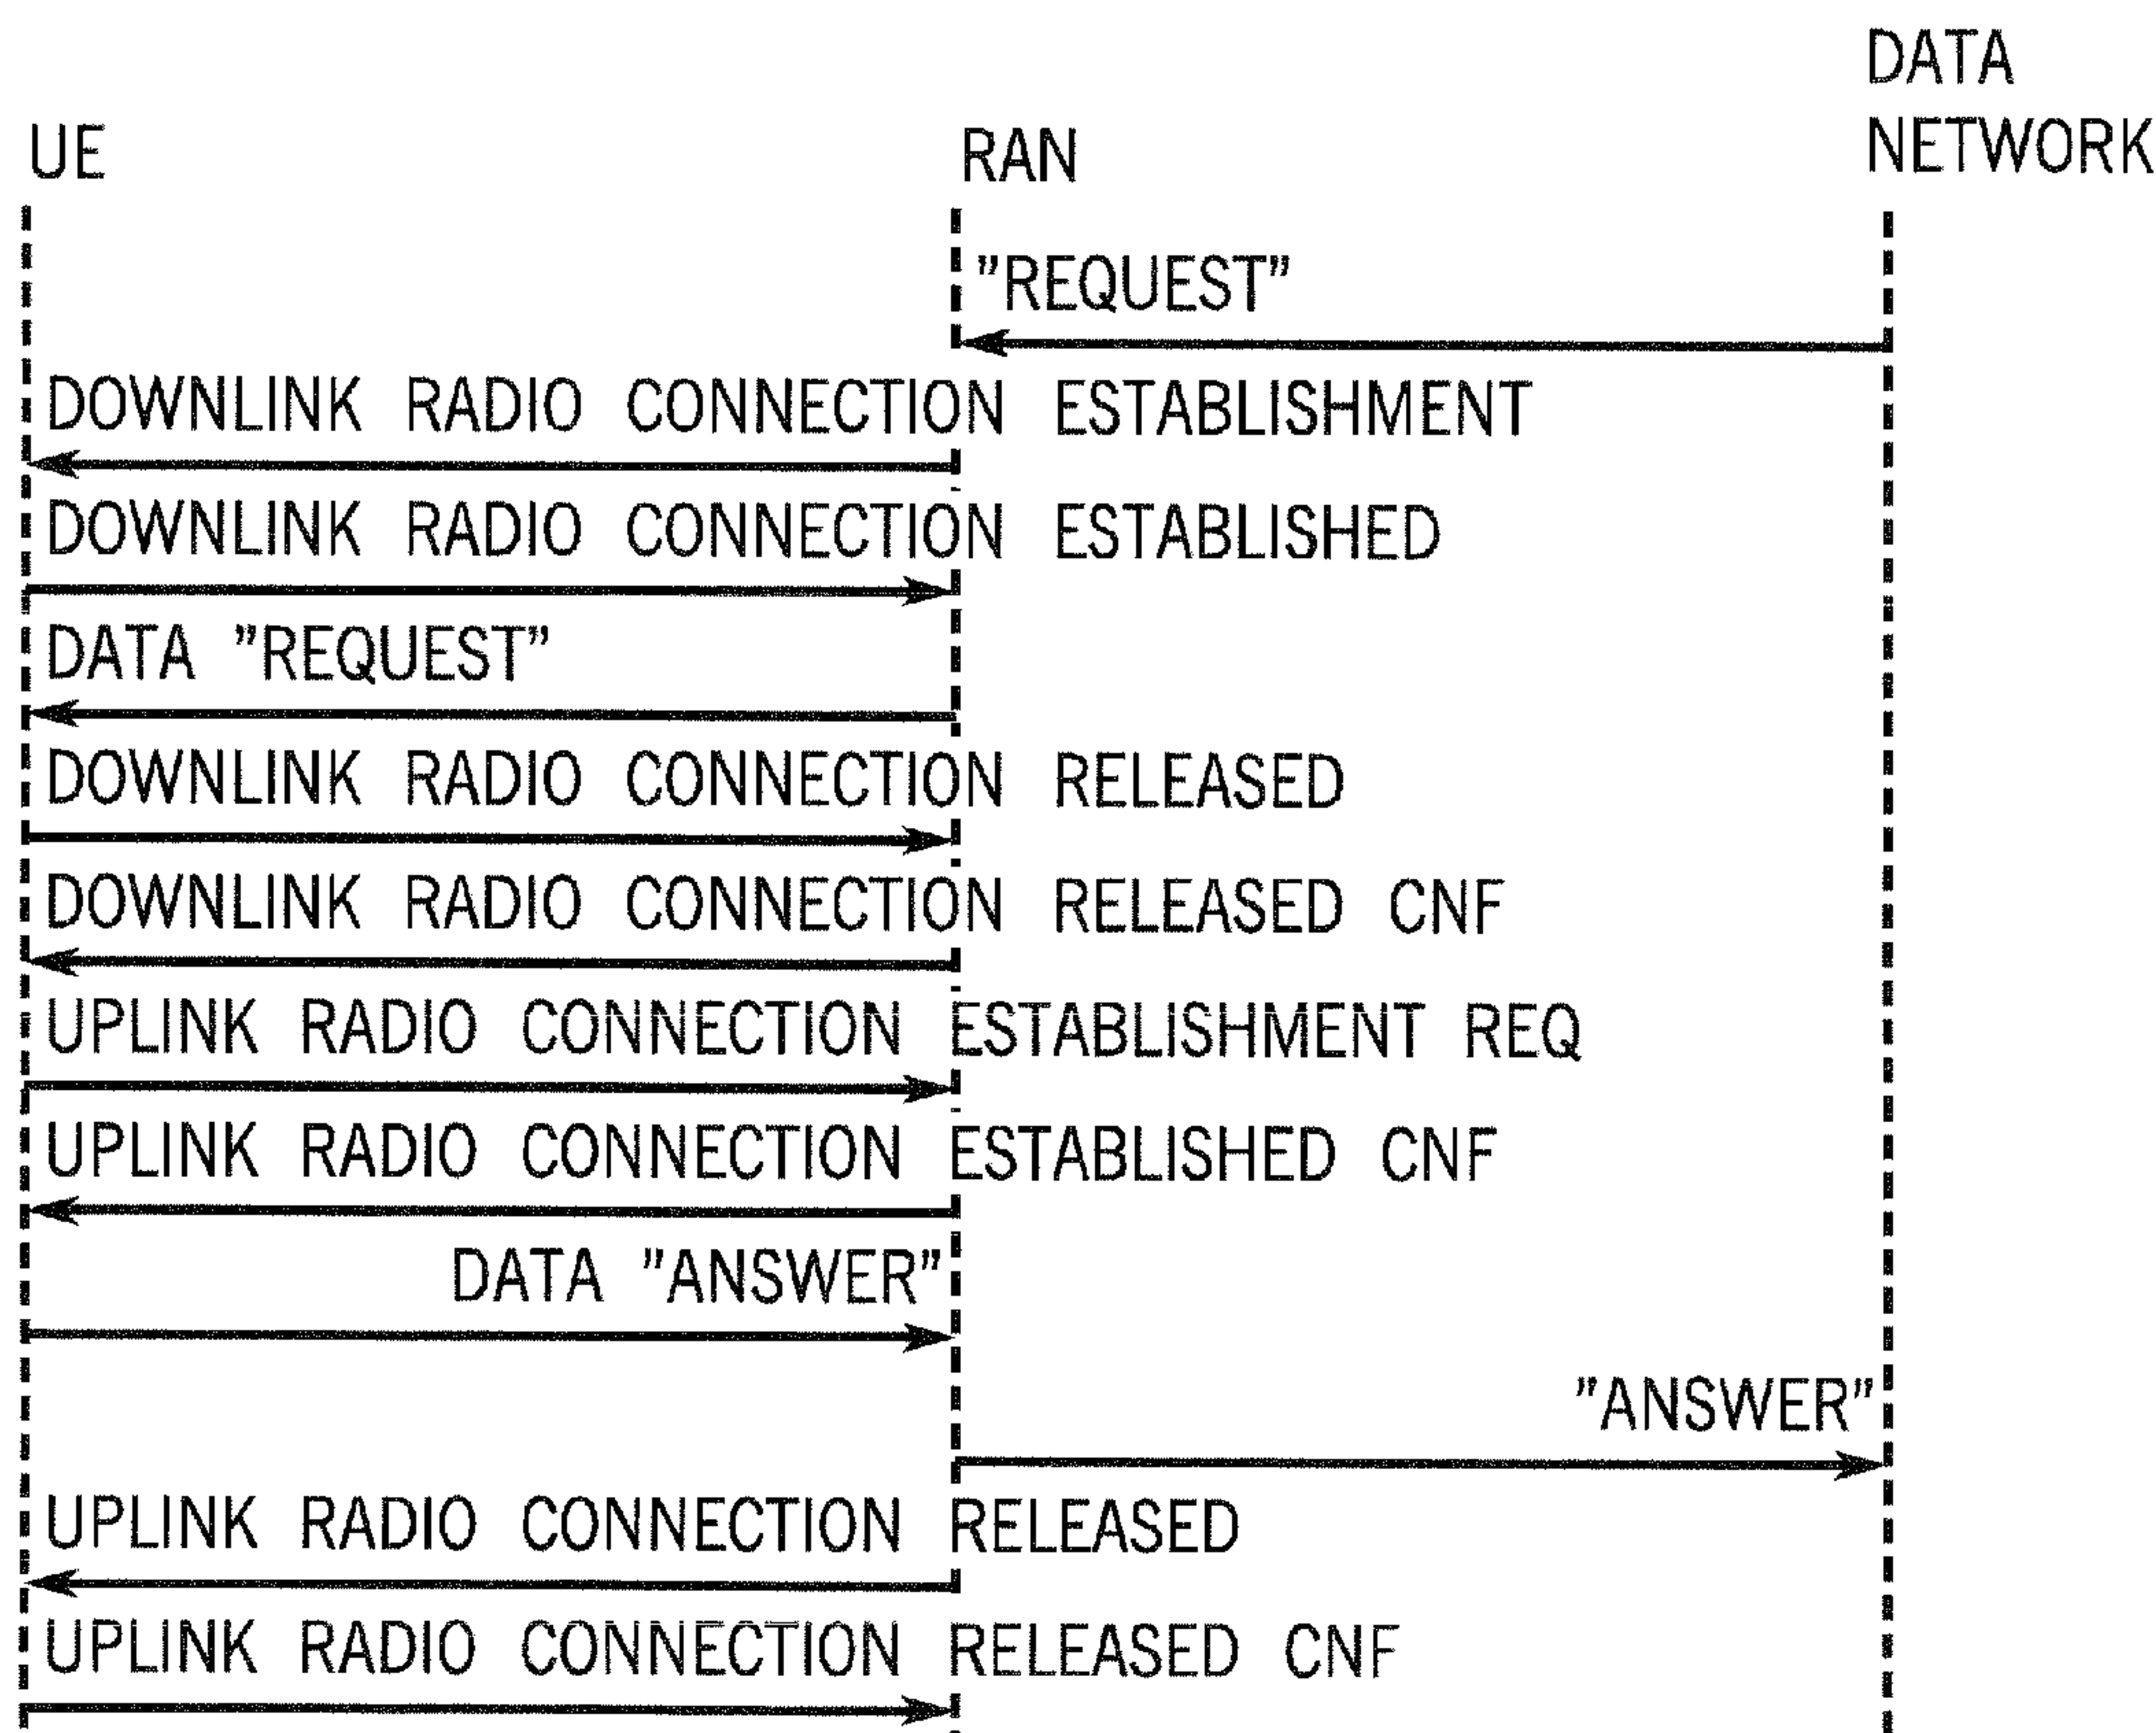 DATA
NETWORK
UE
RAN
”REQUEST”
DOWNLINK RADIO CONNECTION ESTABLISHMENT
DOWNLINK RADIO CONNECTION ESTABLISHED
DATA ”REQUEST”
DOWNLINK RADIO CONNECTION RELEASED
DOWNLINK RADIO CONNECTION RELEASED CNF
UPLINK RADIO CONNECTION ESTABLISHMENT REQ
UPLINK RADIO CONNECTION ESTABLISHED CNF
DATA ”ANSWER”
”ANSWER”
UPLINK RADIO CONNECTION RELEASED
UPLINK RADIO CONNECTION RELEASED CNF